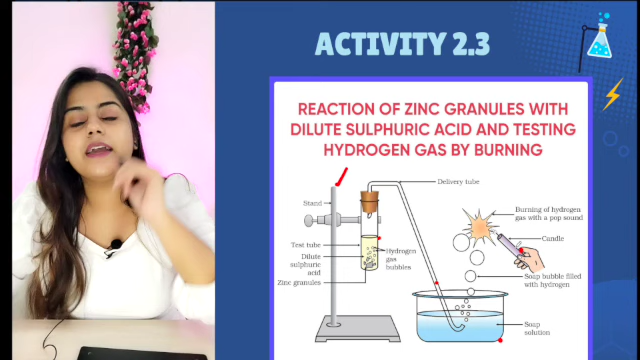 ACTIVITY 2.3
REACTION OF ZINC GRANULES WITH
DILUTE SULPHURIC ACID AND TESTING
HYDROGEN GAS BY BURNING
Delivery tube
Stand
Burning of hydrogen
gas with a pop sound
Candle
Test tube
Hydrogen
gas
bubbles
Dilute
sulphuric
acid
Zinc granules
Soap bubble filled
with hydrogen
Soap
solution